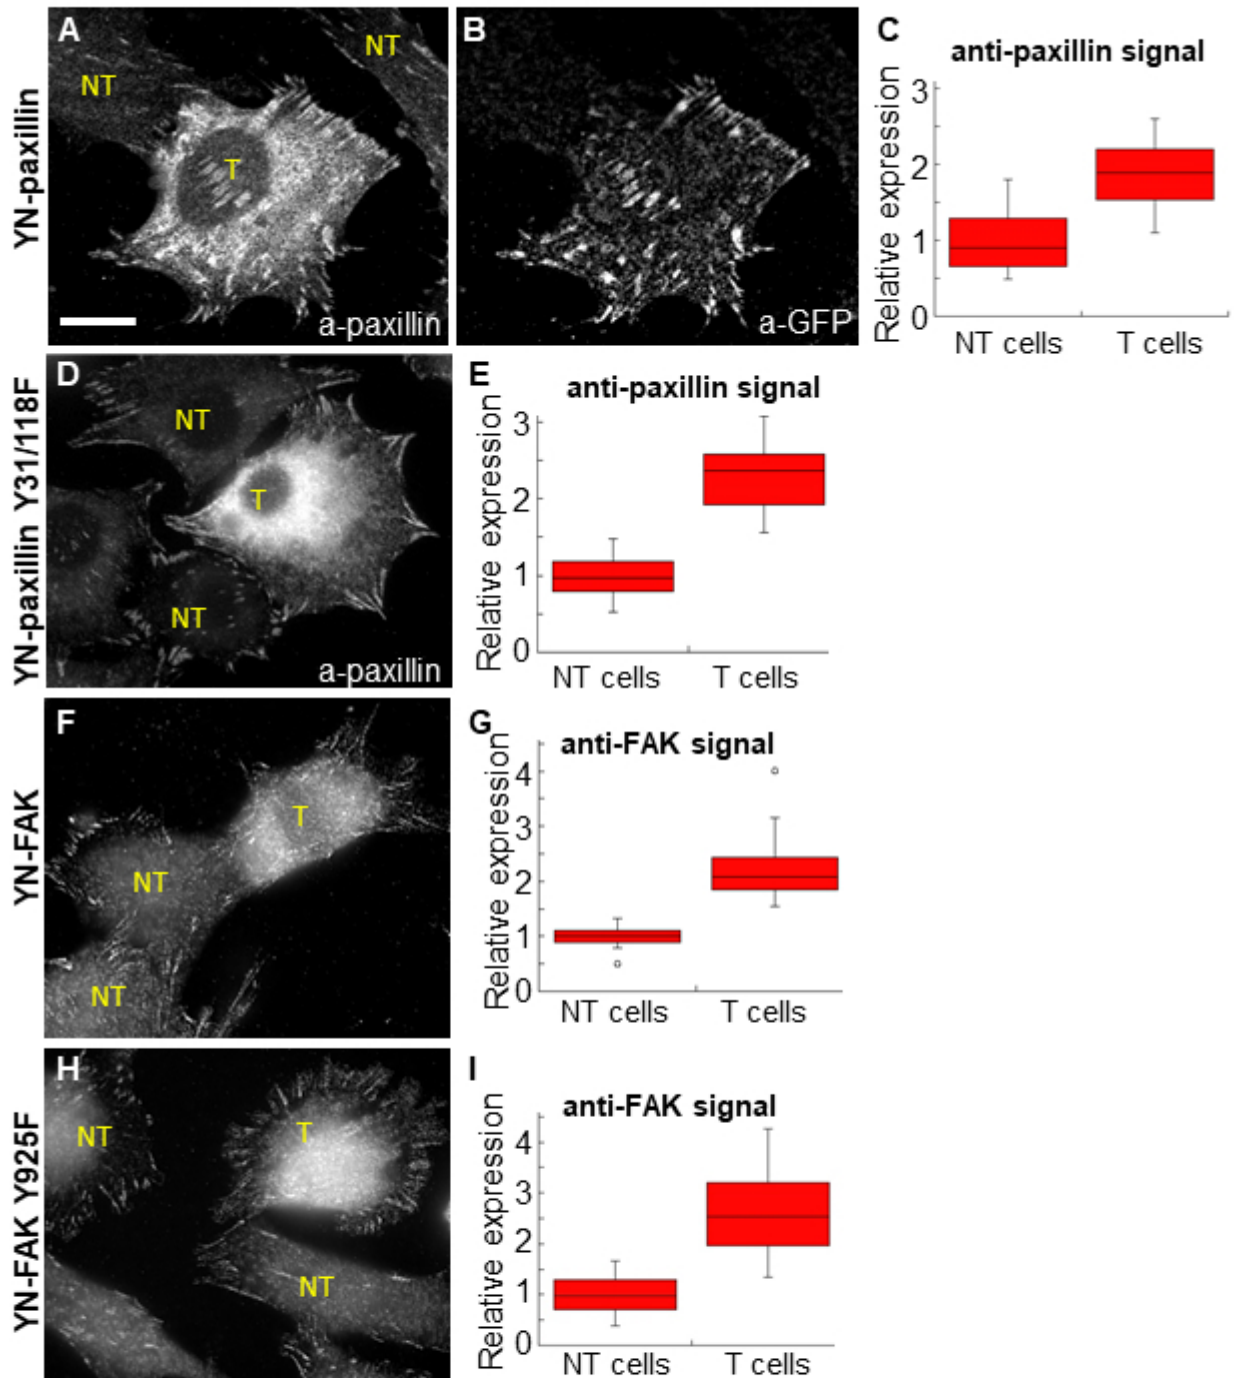 YN-paxillin
A
NT
NT
T
a-paxillin
B
a-GFP
C
anti-paxillin signal
Relative expression
3
2
1
0
NT cells
T cells
YN-paxillin Y31/118F
D
NT
T
NT
a-paxillin
E
anti-paxillin signal
Relative expression
3
2
1
0
NT cells
T cells
YN-FAK
F
T
NT
NT
G
anti-FAK signal
Relative expression
4
3
2
1
0
NT cells
T cells
YN-FAK Y925F
H
NT
T
NT
I
anti-FAK signal
Relative expression
4
3
2
1
0
NT cells
T cells